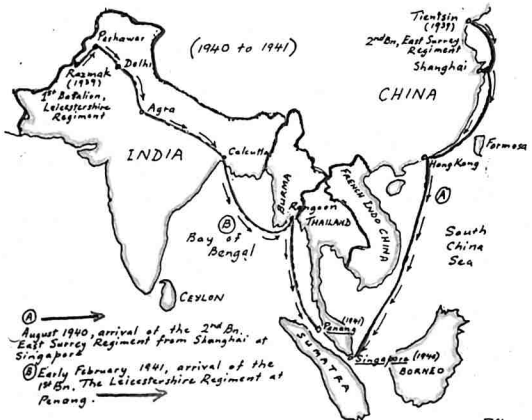 Tientsin
(1939)
2nd Bn, East Surrey
Regiment
Shanghai
Peshawar
(1940 to 1941)
Delhi
Razmak
(1939)
1st Batalion,
Leicestershire
Regiment
CHINA
Agra
Formosa
INDIA
Calcutta
Hong Kong
BURMA
FRENCH INDO CHINA
(A)
Rangoon
THAILAND
(B)
Bay of
Bengal
South
China
Sea
CEYLON
Penang (1941)
Singapore (1940)
SUMATRA
BORNEO
(A)
August 1940, arrival of the 2nd Bn.
East Surrey Regiment from Shanghai at
Singapore
(B) Early February 1941, arrival of the
1st Bn. The Leicestershire Regiment at
Penang.